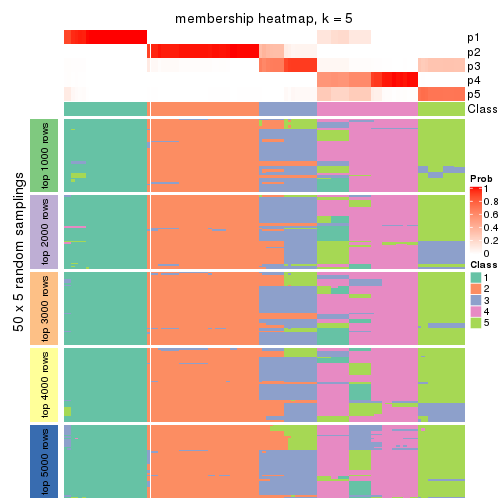 membership heatmap, k = 5
p1
p2
p3
p4
p5
Class
50 x 5 random samplings
top 1000 rows
top 2000 rows
top 3000 rows
top 4000 rows
top 5000 rows
Prob
1
0.8
0.6
0.4
0.2
0
Class
1
2
3
4
5